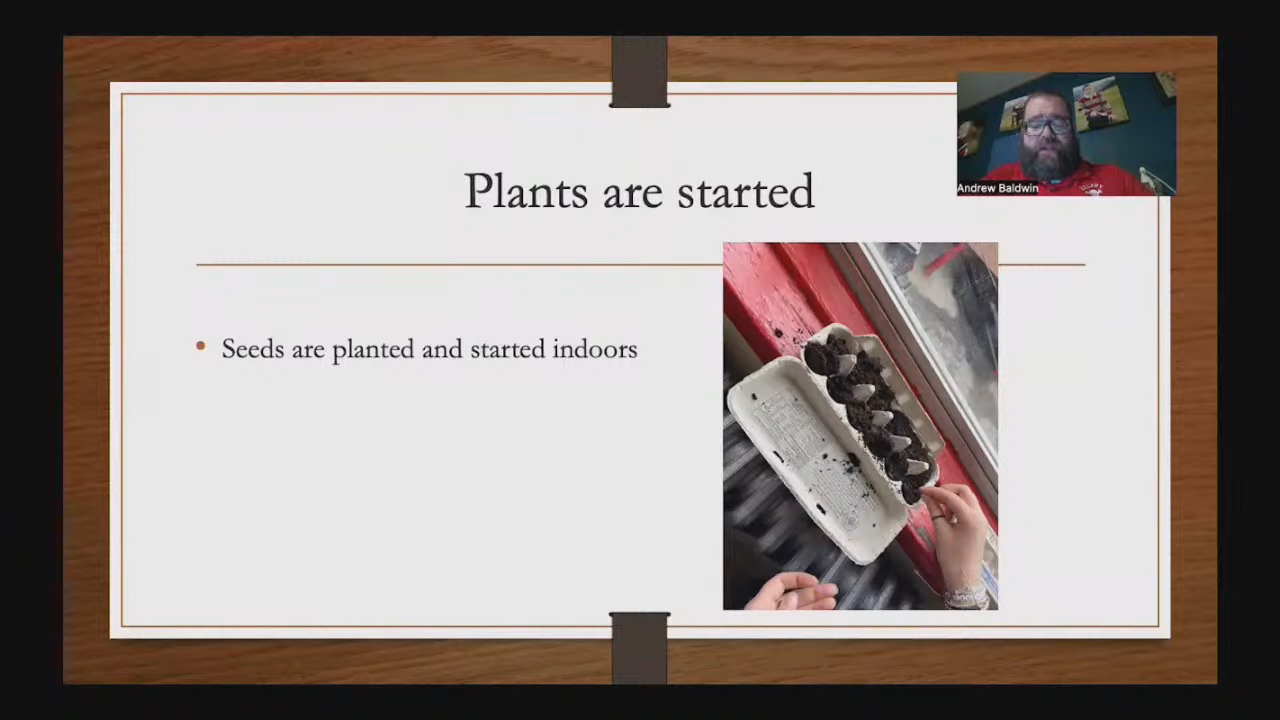 Plants are started
Andrew Baldwin
• Seeds are planted and started indoors